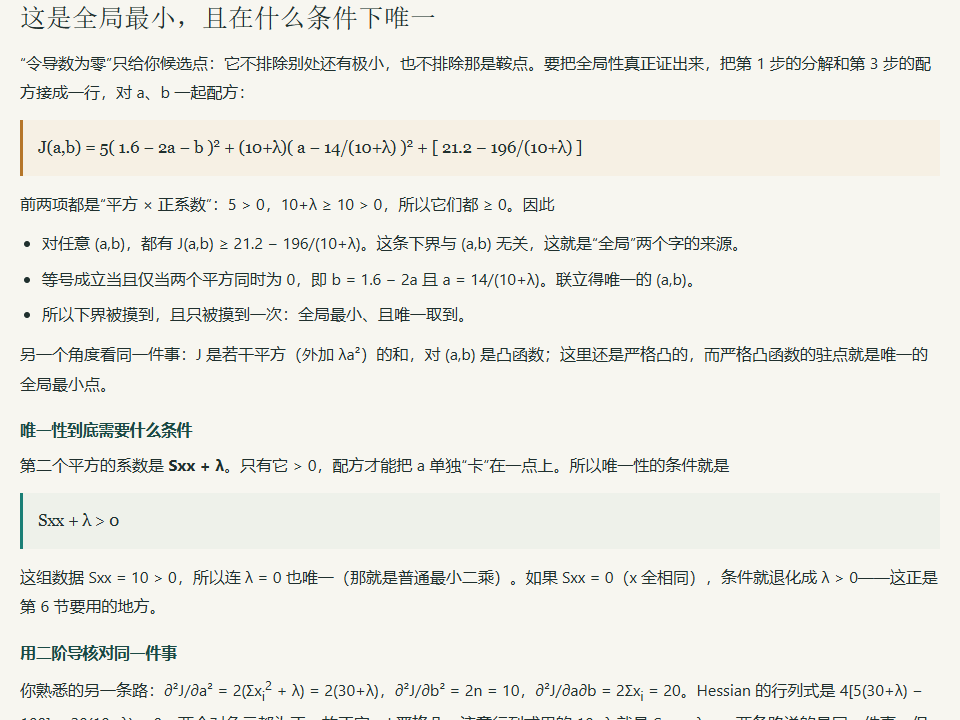 这是全局最小，且在什么条件下唯一
“令导数为零”只给你候选点：它不排除别处还有极小，也不排除那是鞍点。要把全局性真正证出来，把第 1 步的分解和第 3 步的配
方接成一行，对 a、b 一起配方：
J(a,b) = 5( 1.6 − 2a − b )² + (10+λ)( a − 14/(10+λ) )² + [ 21.2 − 196/(10+λ) ]
前两项都是“平方 × 正系数”：5 > 0，10+λ ≥ 10 > 0，所以它们都 ≥ 0。因此
• 对任意 (a,b)，都有 J(a,b) ≥ 21.2 − 196/(10+λ)。这条下界与 (a,b) 无关，这就是“全局”两个字的来源。
• 等号成立当且仅当两个平方同时为 0，即 b = 1.6 − 2a 且 a = 14/(10+λ)。联立得唯一的 (a,b)。
• 所以下界被摸到，且只被摸到一次：全局最小、且唯一取到。
另一个角度看同一件事：J 是若干平方（外加 λa²）的和，对 (a,b) 是凸函数；这里还是严格凸的，而严格凸函数的驻点就是唯一的
全局最小点。
唯一性到底需要什么条件
第二个平方的系数是 Sxx + λ。只有它 > 0，配方才能把 a 单独“卡”在一点上。所以唯一性的条件就是
Sxx + λ > 0
这组数据 Sxx = 10 > 0，所以连 λ = 0 也唯一（那就是普通最小二乘）。如果 Sxx = 0（x 全相同），条件就退化成 λ > 0——这正是
第 6 节要用的地方。
用二阶导核对同一件事
你熟悉的另一条路：∂²J/∂a² = 2(Σxᵢ² + λ) = 2(30+λ)，∂²J/∂b² = 2n = 10，∂²J/∂a∂b = 2Σxᵢ = 20。Hessian 的行列式是 4[5(30+λ) −